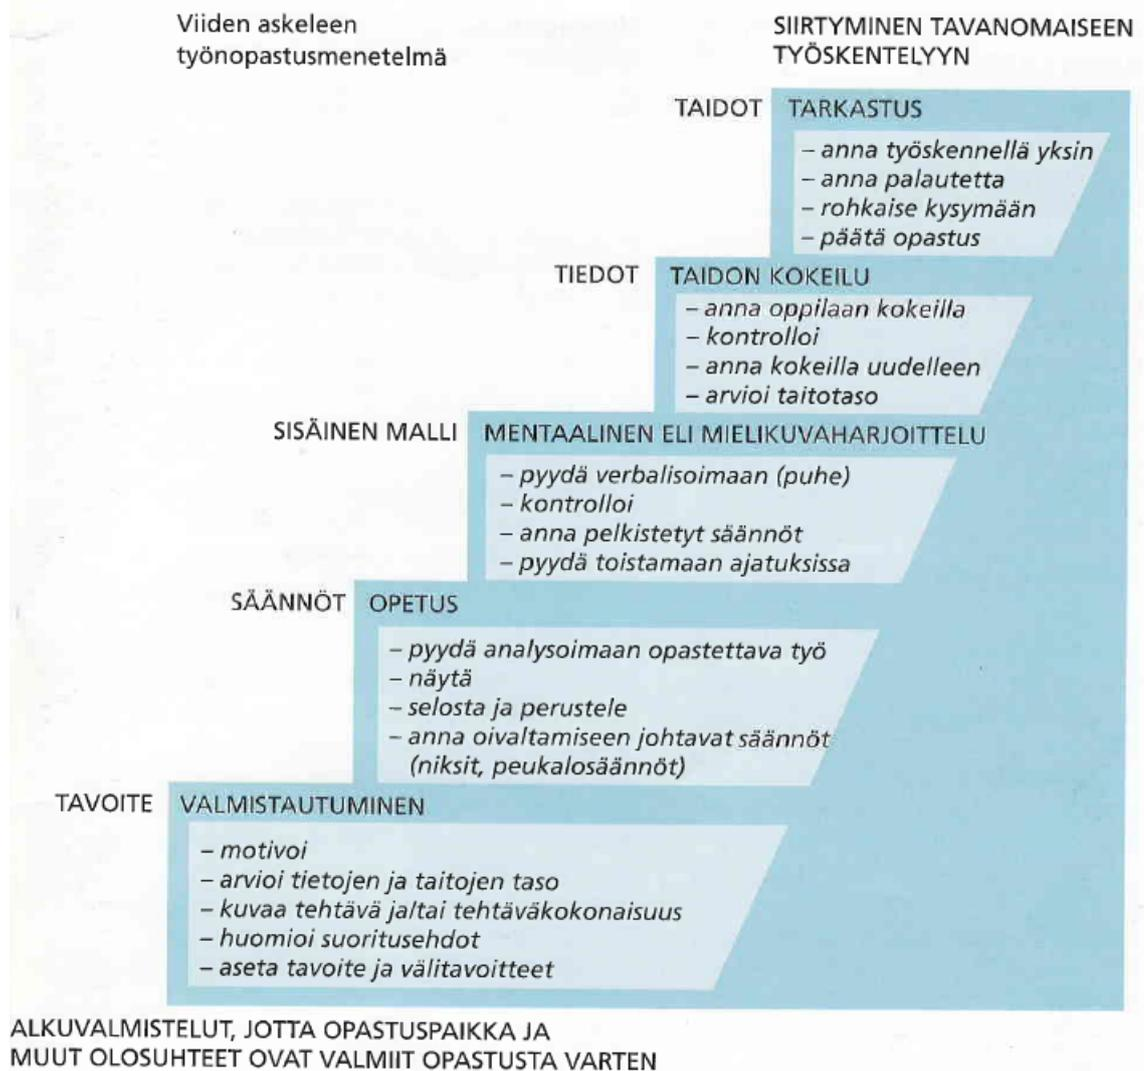 Viiden askeleen
työnopastusmenetelmä
SIIRTYMINEN TAVANOMAISEEN
TYÖSKENTELYYN
TAIDOT
TARKASTUS
– anna työskennellä yksin
– anna palautetta
– rohkaise kysymään
– päätä opastus
TIEDOT
TAIDON KOKEILU
– anna oppilaan kokeilla
– kontrolloi
– anna kokeilla uudelleen
– arvioi taitotaso
SISÄINEN MALLI
MENTAALINEN ELI MIELIKUVAHARJOITTELU
– pyydä verbalisoimaan (puhe)
– kontrolloi
– anna pelkistetyt säännöt
– pyydä toistamaan ajatuksissa
SÄÄNNÖT
OPETUS
– pyydä analysoimaan opastettava työ
– näytä
– selosta ja perustele
– anna oivaltamiseen johtavat säännöt
(niksit, peukalosäännöt)
TAVOITE
VALMISTAUTUMINEN
– motivoi
– arvioi tietojen ja taitojen taso
– kuvaa tehtävä ja/tai tehtäväkokonaisuus
– huomioi suoritusehdot
– aseta tavoite ja välitavoitteet
ALKUVALMISTELUT, JOTTA OPASTUSPAIKKA JA
MUUT OLOSUHTEET OVAT VALMIIT OPASTUSTA VARTEN